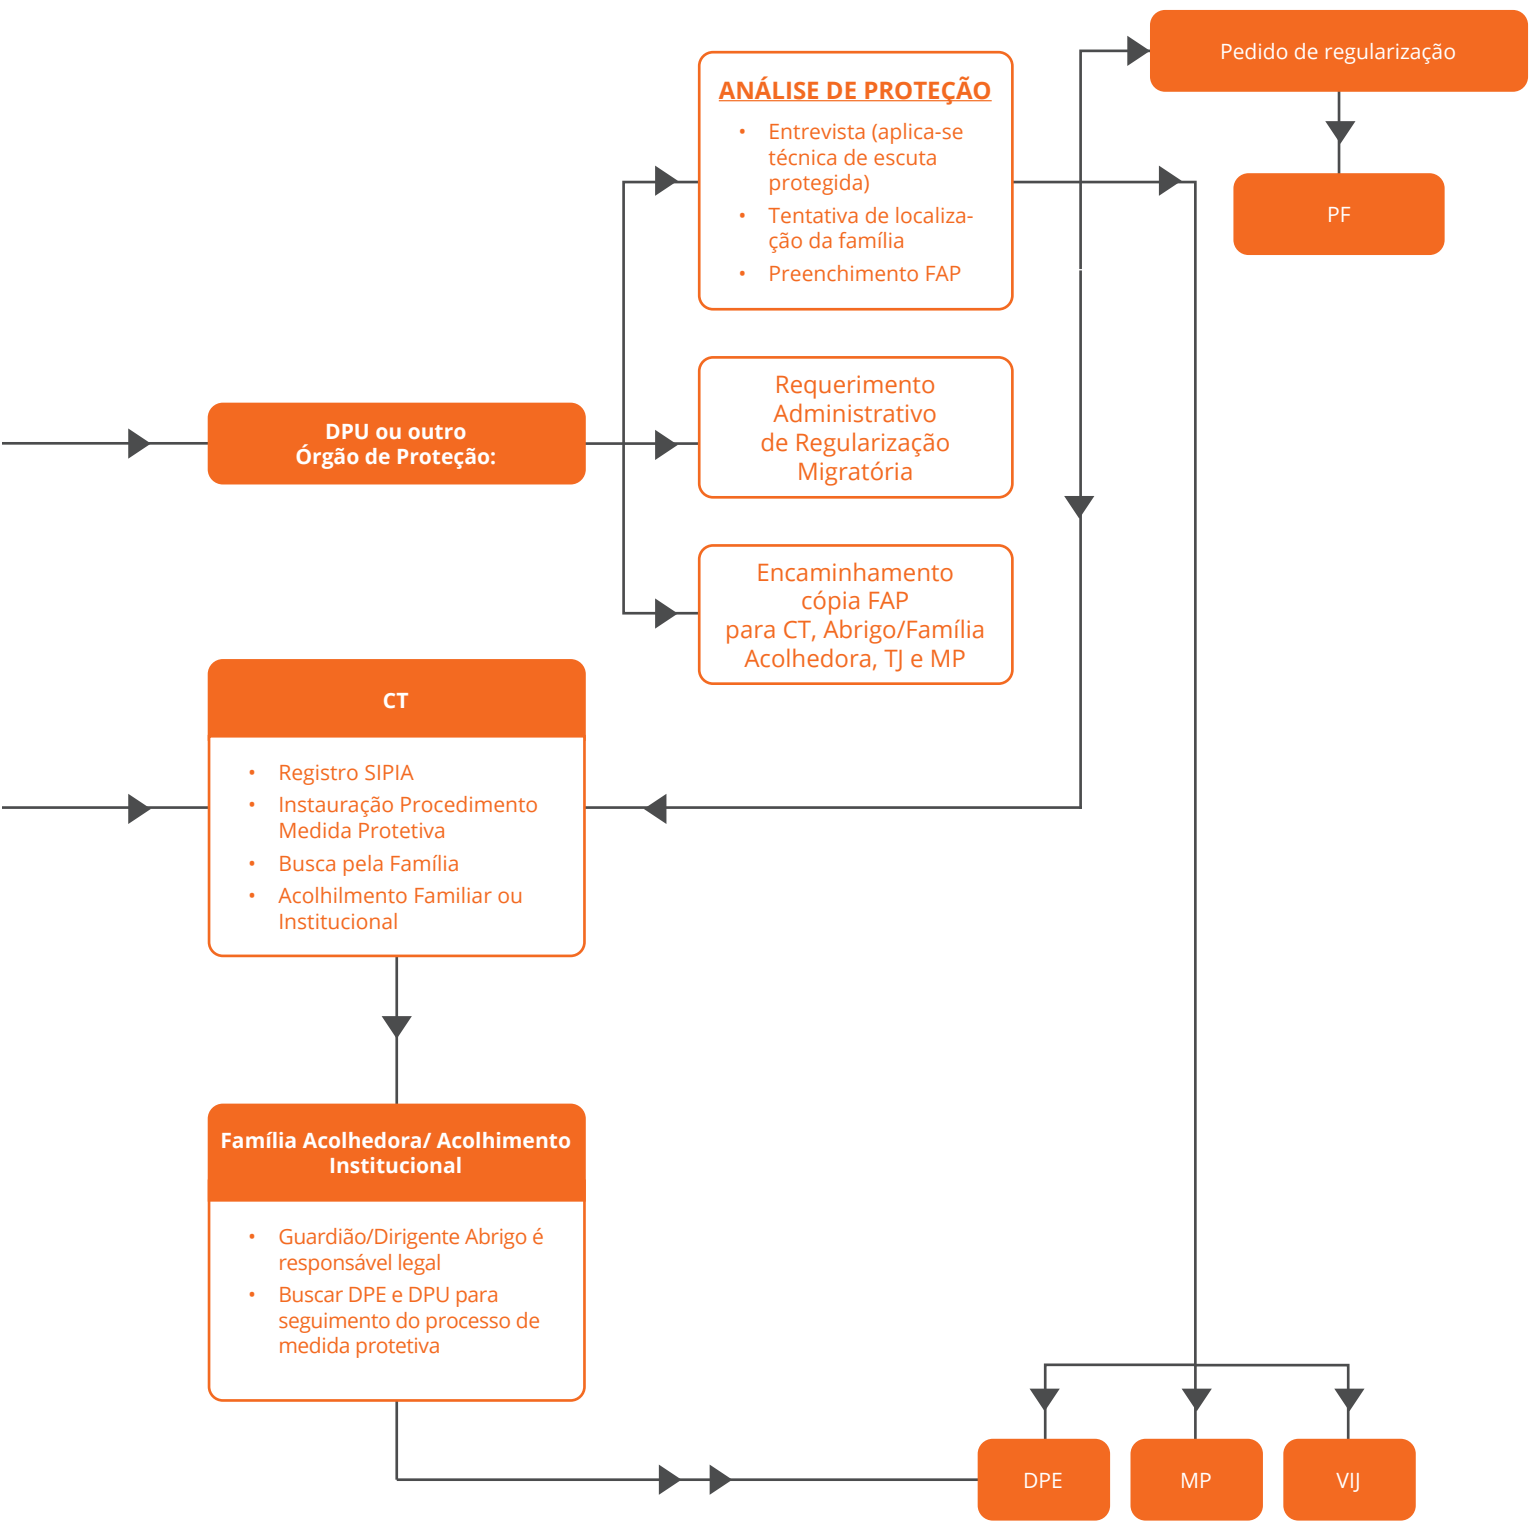 Pedido de regularização
PF
ANÁLISE DE PROTEÇÃO
• Entrevista (aplica-se
técnica de escuta
protegida)
• Tentativa de localiza-
ção da família
• Preenchimento FAP
DPU ou outro
Órgão de Proteção:
Requerimento
Administrativo
de Regularização
Migratória
Encaminhamento
cópia FAP
para CT, Abrigo/Família
Acolhedora, TJ e MP
CT
• Registro SIPIA
• Instauração Procedimento
Medida Protetiva
• Busca pela Família
• Acolhilmento Familiar ou
Institucional
Família Acolhedora/ Acolhimento
Institucional
• Guardião/Dirigente Abrigo é
responsável legal
• Buscar DPE e DPU para
seguimento do processo de
medida protetiva
DPE
MP
VIJ